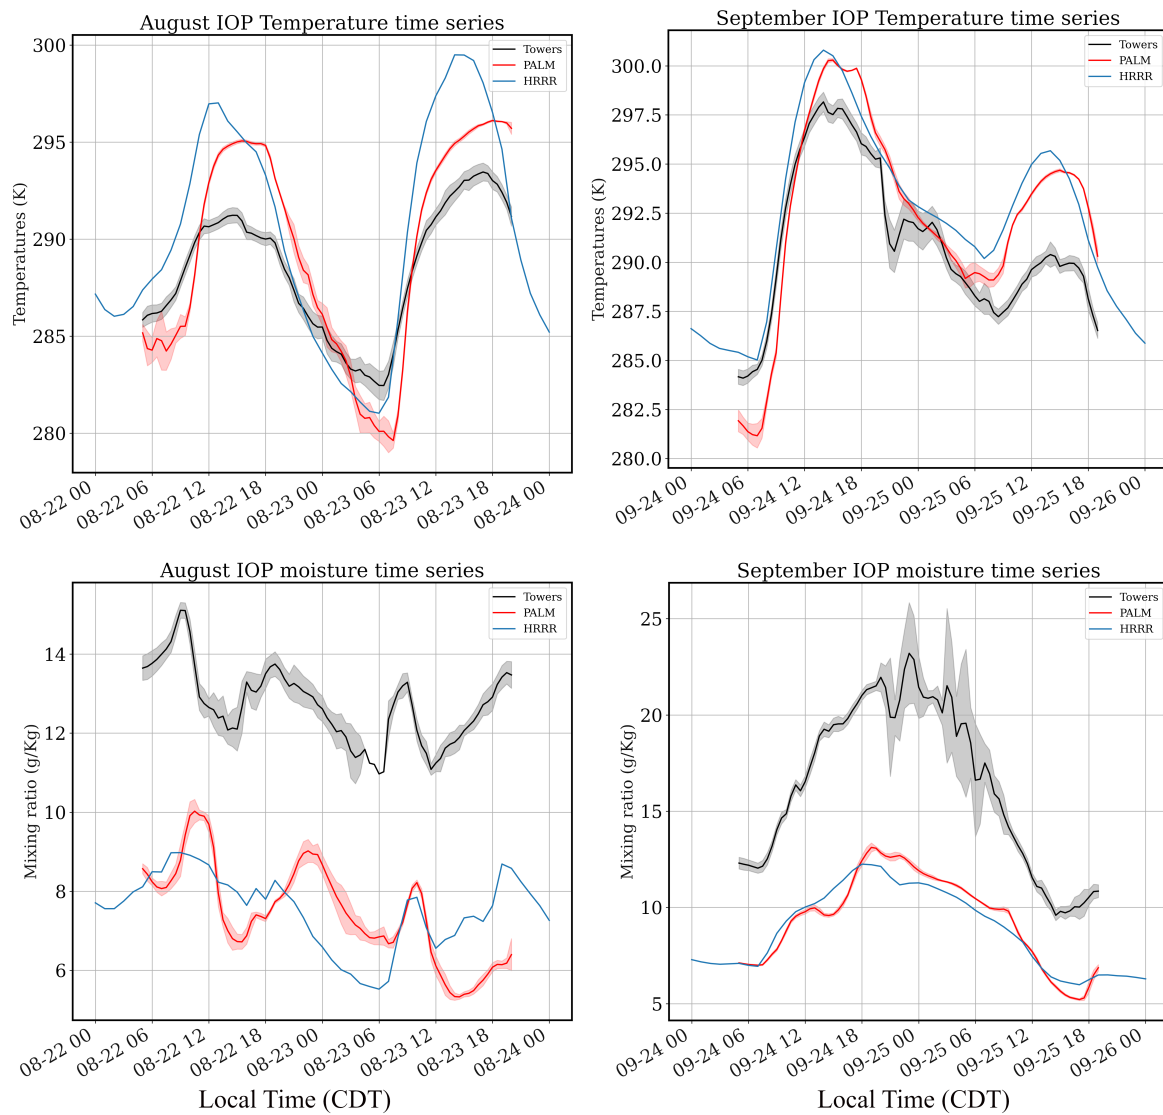 August IOP Temperature time series
Temperatures (K)
300
295
290
285
280
Towers
PALM
HRRR
08-22 00
08-22 06
08-22 12
08-22 18
08-23 00
08-23 06
08-23 12
08-23 18
08-24 00
September IOP Temperature time series
Temperatures (K)
300.0
297.5
295.0
292.5
290.0
287.5
285.0
282.5
280.0
Towers
PALM
HRRR
09-24 00
09-24 06
09-24 12
09-24 18
09-25 00
09-25 06
09-25 12
09-25 18
09-26 00
August IOP moisture time series
Mixing ratio (g/Kg)
14
12
10
8
6
Towers
PALM
HRRR
08-22 00
08-22 06
08-22 12
08-22 18
08-23 00
08-23 06
08-23 12
08-23 18
08-24 00
Local Time (CDT)
September IOP moisture time series
Mixing ratio (g/Kg)
25
20
15
10
5
Towers
PALM
HRRR
09-24 00
09-24 06
09-24 12
09-24 18
09-25 00
09-25 06
09-25 12
09-25 18
09-26 00
Local Time (CDT)